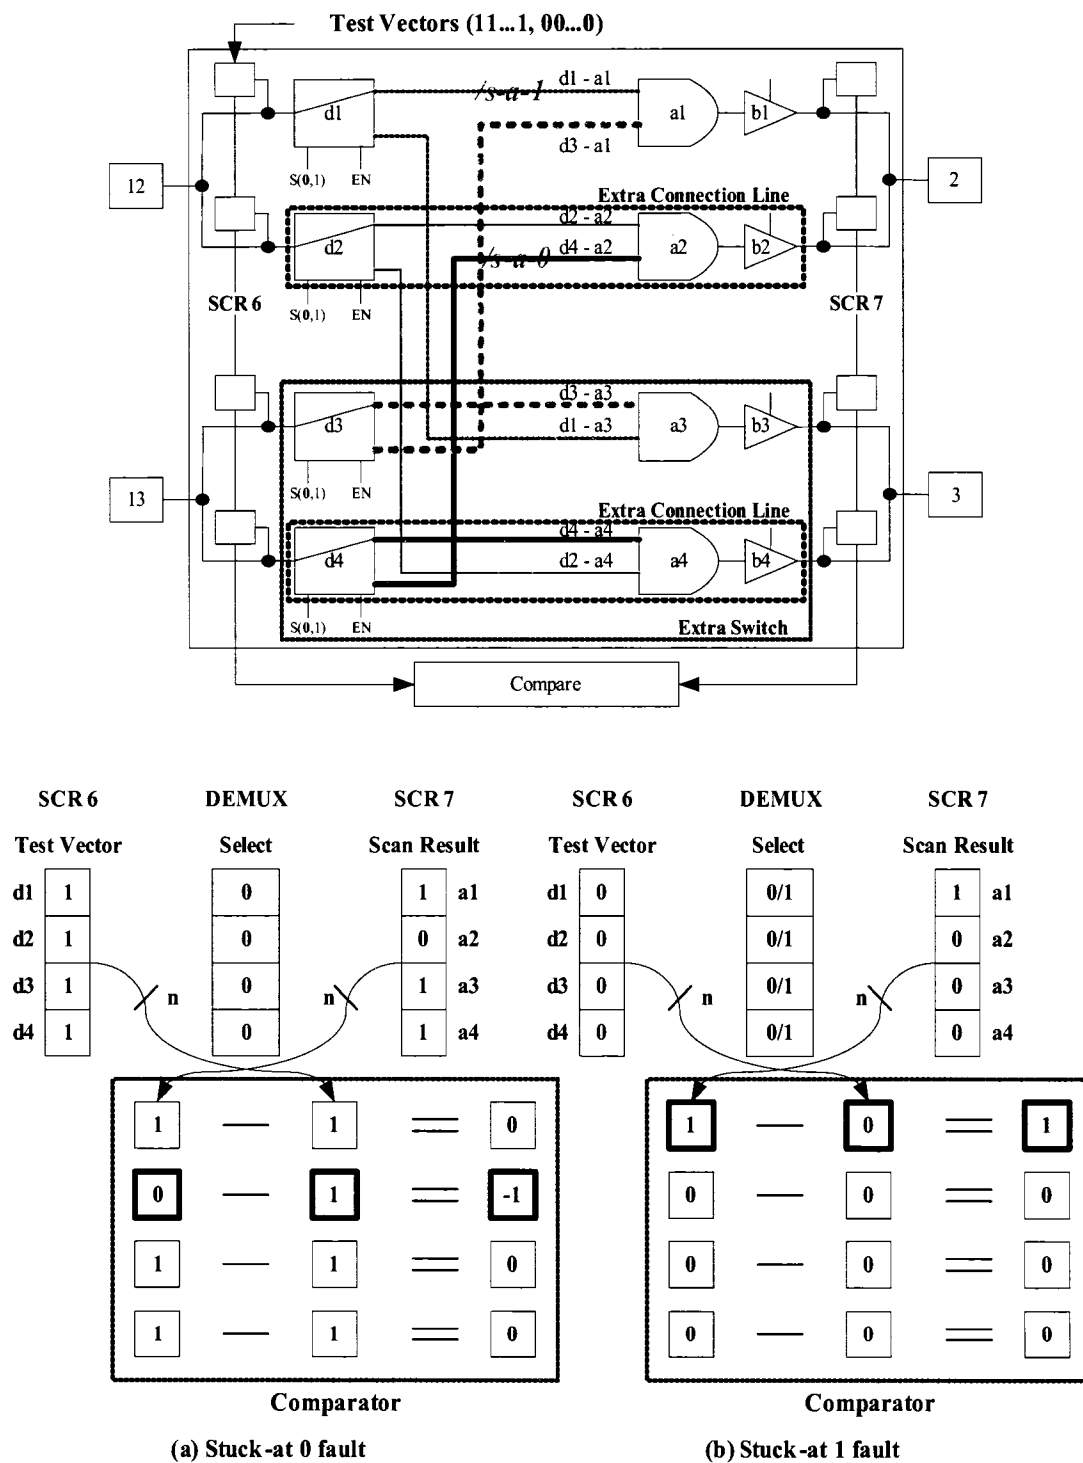 Test Vectors (11...1, 00...0)
d1 - a1
/s-a-1
d1
a1
b1
d3 - a1
12
S(0,1) EN
2
Extra Connection Line
d2 - a2
d2
d4 - a2
a2
b2
/s-a-0
SCR 6
S(0,1) EN
SCR 7
d3 - a3
d3
d1 - a3
a3
b3
13
S(0,1) EN
3
Extra Connection Line
d4 - a4
d4
d2 - a4
a4
b4
S(0,1) EN
Extra Switch
Compare
SCR 6 DEMUX SCR 7 SCR 6 DEMUX SCR 7
Test Vector Select Scan Result Test Vector Select Scan Result
d1 1 0 1 a1 d1 0 0/1 1 a1
d2 1 0 0 a2 d2 0 0/1 0 a2
d3 1 n 0 n 1 a3 d3 0 n 0/1 n 0 a3
d4 1 0 1 a4 d4 0 0/1 0 a4
1 — 1 = 0 1 — 0 = 1
0 — 1 = -1 0 — 0 = 0
1 — 1 = 0 0 — 0 = 0
1 — 1 = 0 0 — 0 = 0
Comparator Comparator
(a) Stuck-at 0 fault (b) Stuck-at 1 fault